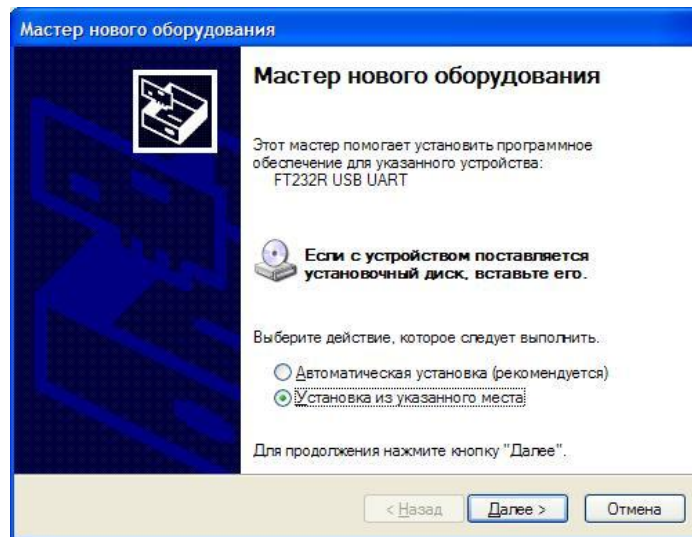 Мастер нового оборудования
Мастер нового оборудования
Этот мастер помогает установить программное
обеспечение для указанного устройства:
FT232R USB UART
Если с устройством поставляется
установочный диск, вставьте его.
Выберите действие, которое следует выполнить.
Автоматическая установка (рекомендуется)
Установка из указанного места
Для продолжения нажмите кнопку "Далее".
< Назад Далее > Отмена